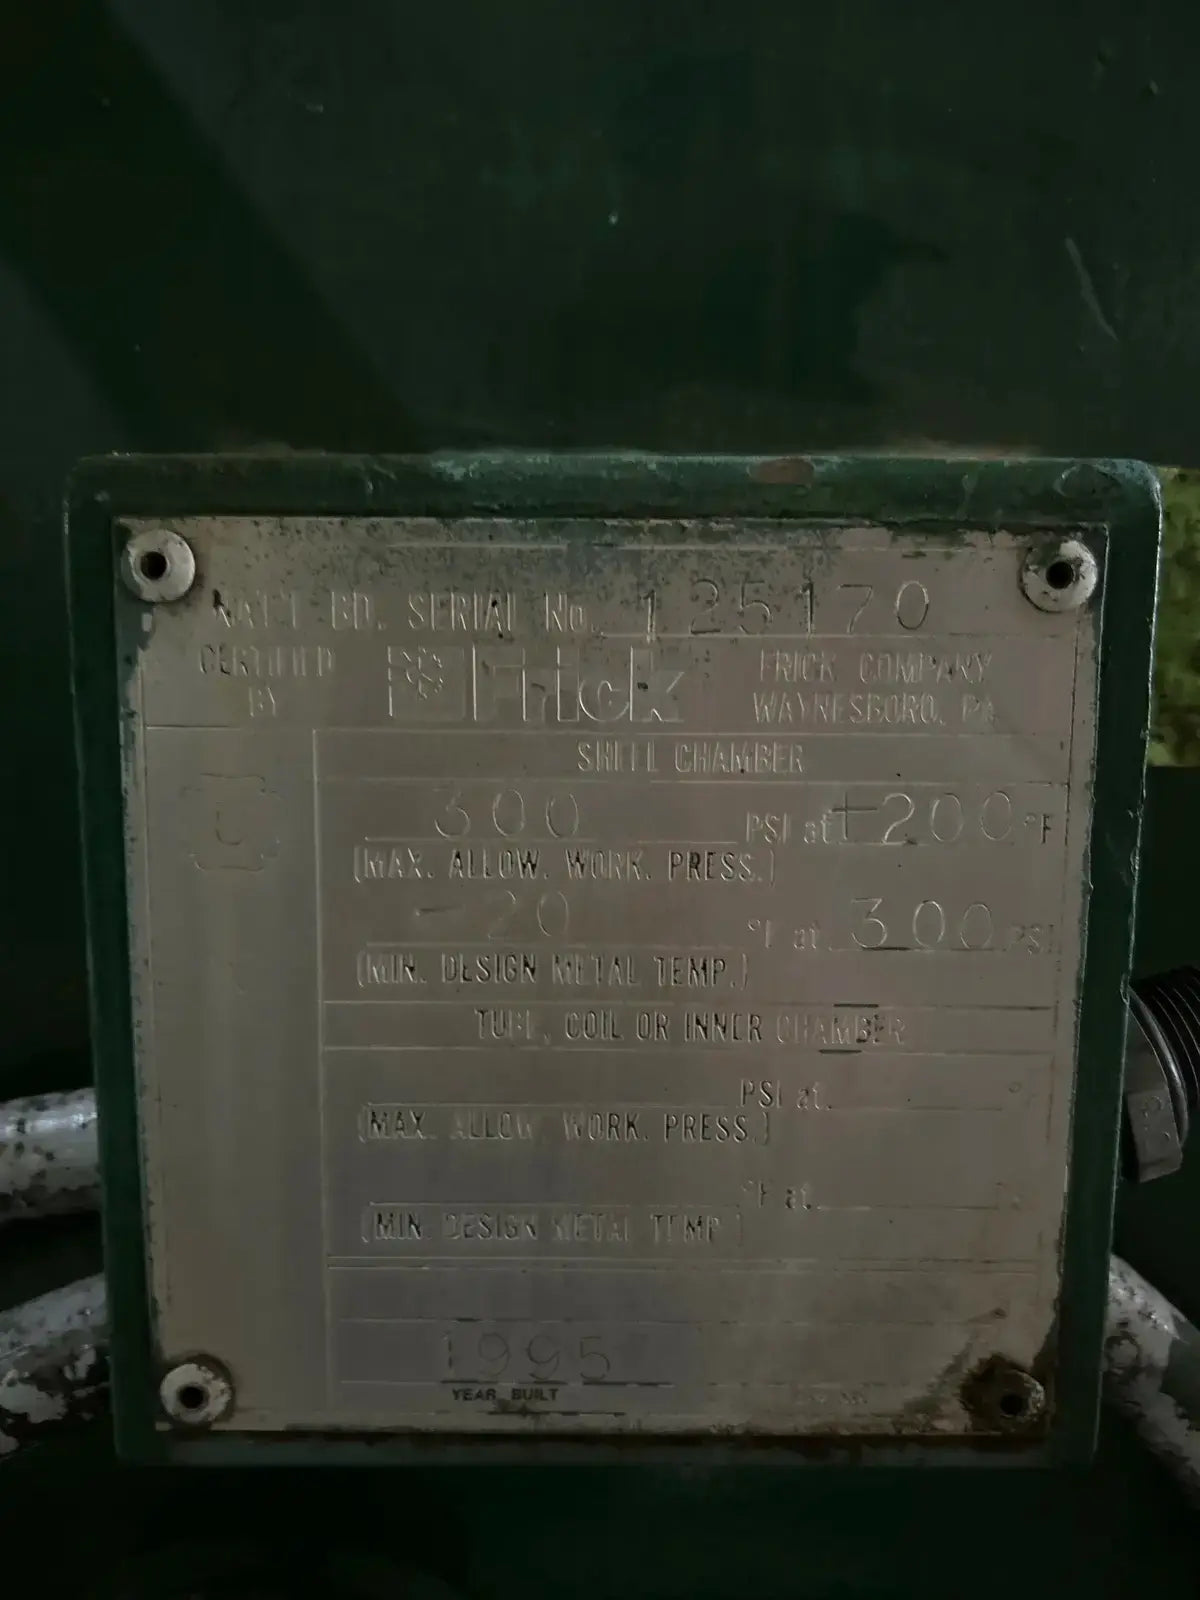 NAT'L BD. SERIAL No. 125170
CERTIFIED BY
Frick
FRICK COMPANY
WAYNESBORO, PA
SHELL CHAMBER
U
300 PSI at +200 °F
(MAX. ALLOW. WORK. PRESS.)
-20 °F at 300 PSI
(MIN. DESIGN METAL TEMP.)
TUBE, COIL OR INNER CHAMBER
PSI at °F
(MAX. ALLOW. WORK. PRESS.)
°F at
(MIN. DESIGN METAL TEMP.)
1995
YEAR BUILT